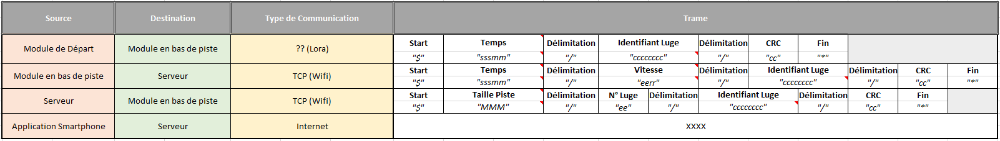 Source Destination Type de Communication Trame
Module de Départ Module en bas de piste ?? (Lora) Start Temps Délimitation Identifiant Luge Délimitation CRC Fin
"$" "sssmm" "/" "cccccccc" "/" "cc" "*"
Module en bas de piste Serveur TCP (Wifi) Start Temps Délimitation Vitesse Délimitation Identifiant Luge Délimitation CRC Fin
"$" "sssmm" "/" "eerr" "/" "cccccccc" "/" "cc" "*"
Serveur Module en bas de piste TCP (Wifi) Start Taille Piste Délimitation N° Luge Délimitation Identifiant Luge Délimitation CRC Fin
"$" "MMM" "/" "ee" "/" "cccccccc" "/" "cc" "*"
Application Smartphone Serveur Internet XXXX